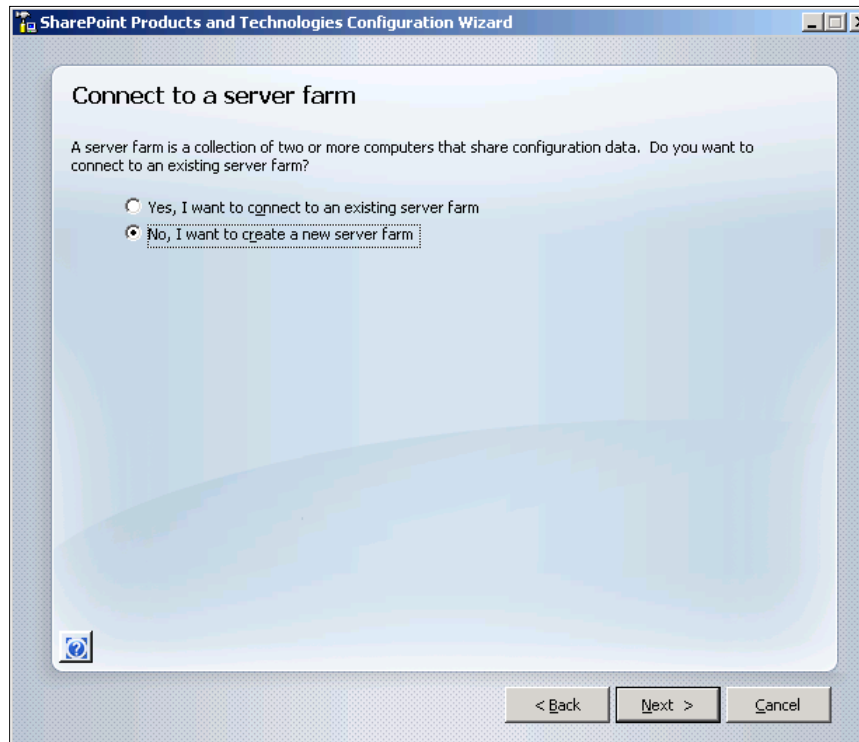 SharePoint Products and Technologies Configuration Wizard
Connect to a server farm
A server farm is a collection of two or more computers that share configuration data. Do you want to
connect to an existing server farm?
Yes, I want to connect to an existing server farm
No, I want to create a new server farm
< Back
Next >
Cancel